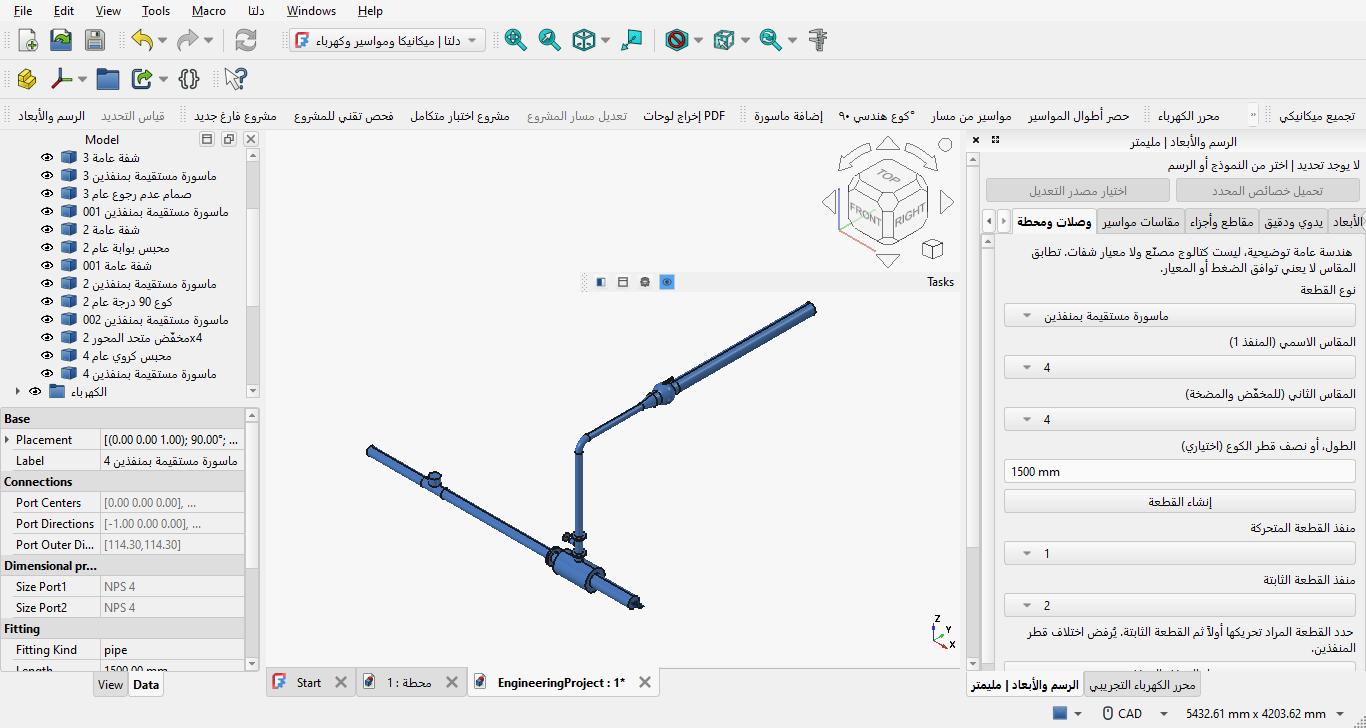 File Edit View Tools Macro دلتا Windows Help
دلتا | ميكانيكا ومواسير وكهرباء
الرسم والأبعاد قياس التحديد مشروع فارغ جديد فحص تقني للمشروع مشروع اختبار متكامل تعديل مسار المشروع إخراج لوحات PDF إضافة ماسورة كوع هندسي ٩٠° مواسير من مسار حصر أطوال المواسير محرر الكهرباء تجميع ميكانيكي
Model
شفة عامة 3
ماسورة مستقيمة بمنفذين 3
صمام عدم رجوع عام 3
ماسورة مستقيمة بمنفذين 001
شفة عامة 2
محبس بوابة عام 2
شفة عامة 001
ماسورة مستقيمة بمنفذين 2
كوع 90 درجة عام 2
ماسورة مستقيمة بمنفذين 002
مخفّض متحد المحور 2x4
محبس كروي عام 4
ماسورة مستقيمة بمنفذين 4
الكهرباء
Base
Placement [(0.00 0.00 1.00); 90.00°; ...
Label ماسورة مستقيمة بمنفذين 4
Connections
Port Centers [0.00 0.00 0.00], ...
Port Directions [-1.00 0.00 0.00], ...
Port Outer Di... [114.30,114.30]
Dimensional pr...
Size Port1 NPS 4
Size Port2 NPS 4
Fitting
Fitting Kind pipe
Length 1500.00 mm
View Data
TOP
FRONT
RIGHT
Tasks
Z
Y
X
Start
محطة : 1
EngineeringProject : 1*
الرسم والأبعاد | مليمتر
لا يوجد تحديد | اختر من النموذج أو الرسم
تحميل خصائص المحدد
اختيار مصدر التعديل
الأبعاد يدوي ودقيق مقاطع وأجزاء مقاسات مواسير وصلات ومحطة
هندسة عامة توضيحية، ليست كتالوج مصنّع ولا معيار شفات. تطابق
المقاس لا يعني توافق الضغط أو المعيار.
نوع القطعة
ماسورة مستقيمة بمنفذين
المقاس الاسمي (المنفذ 1)
4
المقاس الثاني (للمخفّض والمضخة)
4
الطول، أو نصف قطر الكوع (اختياري)
1500 mm
إنشاء القطعة
منفذ القطعة المتحركة
1
منفذ القطعة الثابتة
2
حدد القطعة المراد تحريكها أولاً ثم القطعة الثابتة. يُرفض اختلاف قطر
المنفذين.
الرسم والأبعاد | مليمتر
محرر الكهرباء التجريبي
CAD
5432.61 mm x 4203.62 mm